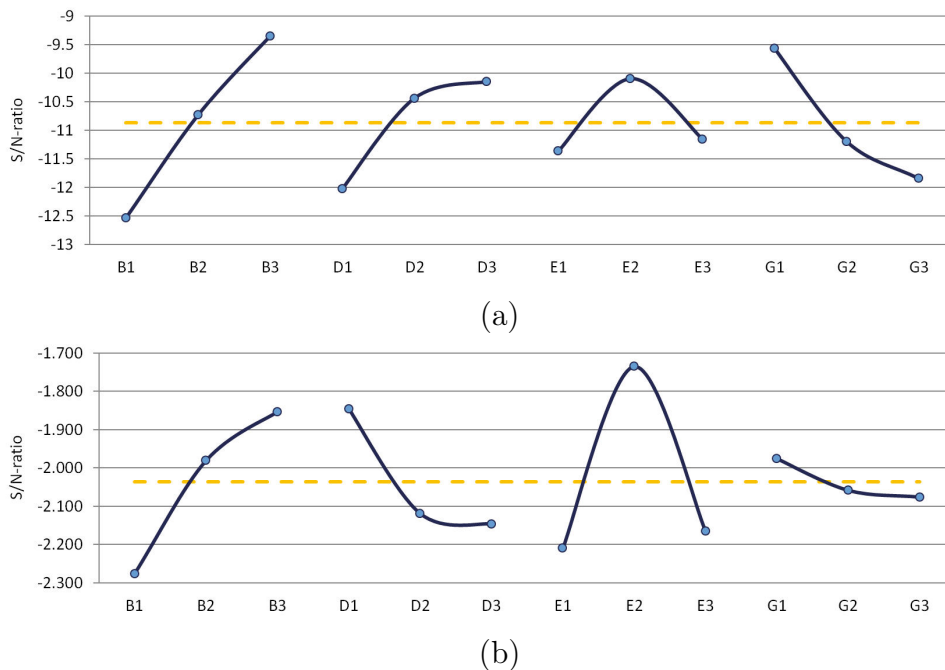 -9
-9.5
-10
-10.5
-11
-11.5
-12
-12.5
-13
S/N-ratio
B1 B2 B3 D1 D2 D3 E1 E2 E3 G1 G2 G3
(a)
-1.700
-1.800
-1.900
-2.000
-2.100
-2.200
-2.300
S/N-ratio
B1 B2 B3 D1 D2 D3 E1 E2 E3 G1 G2 G3
(b)